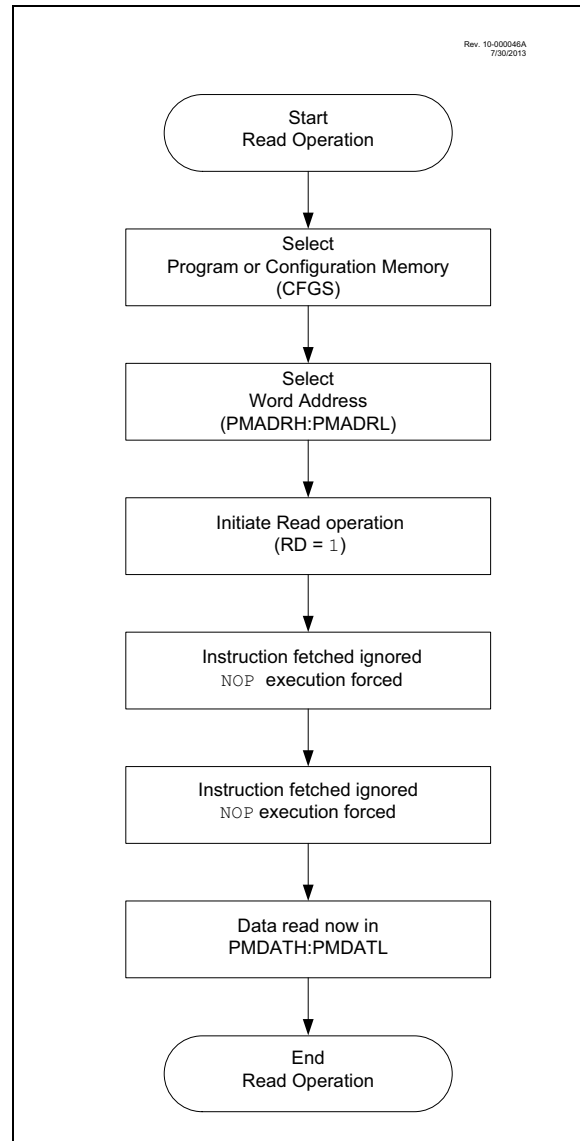 Rev. 10-000046A
7/30/2013
Start
Read Operation
Select
Program or Configuration Memory
(CFGS)
Select
Word Address
(PMADRH:PMADRL)
Initiate Read operation
(RD = 1)
Instruction fetched ignored
NOP execution forced
Instruction fetched ignored
NOP execution forced
Data read now in
PMDATH:PMDATL
End
Read Operation